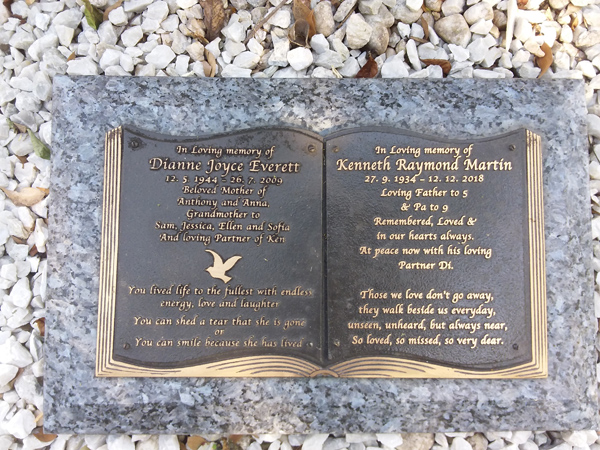 In Loving memory of
Dianne Joyce Everett
12. 5. 1944 - 26. 7. 2009
Beloved Mother of
Anthony and Anna,
Grandmother to
Sam, Jessica, Ellen and Sofia
And loving Partner of Ken
You lived life to the fullest with endless
energy, love and laughter
You can shed a tear that she is gone
or
You can smile because she has lived
In Loving memory of
Kenneth Raymond Martin
27. 9. 1934 - 12. 12. 2018
Loving Father to 5
& Pa to 9
Remembered, Loved &
in our hearts always.
At peace now with his loving
Partner Di.
Those we love don't go away,
they walk beside us everyday,
unseen, unheard, but always near,
So loved, so missed, so very dear.